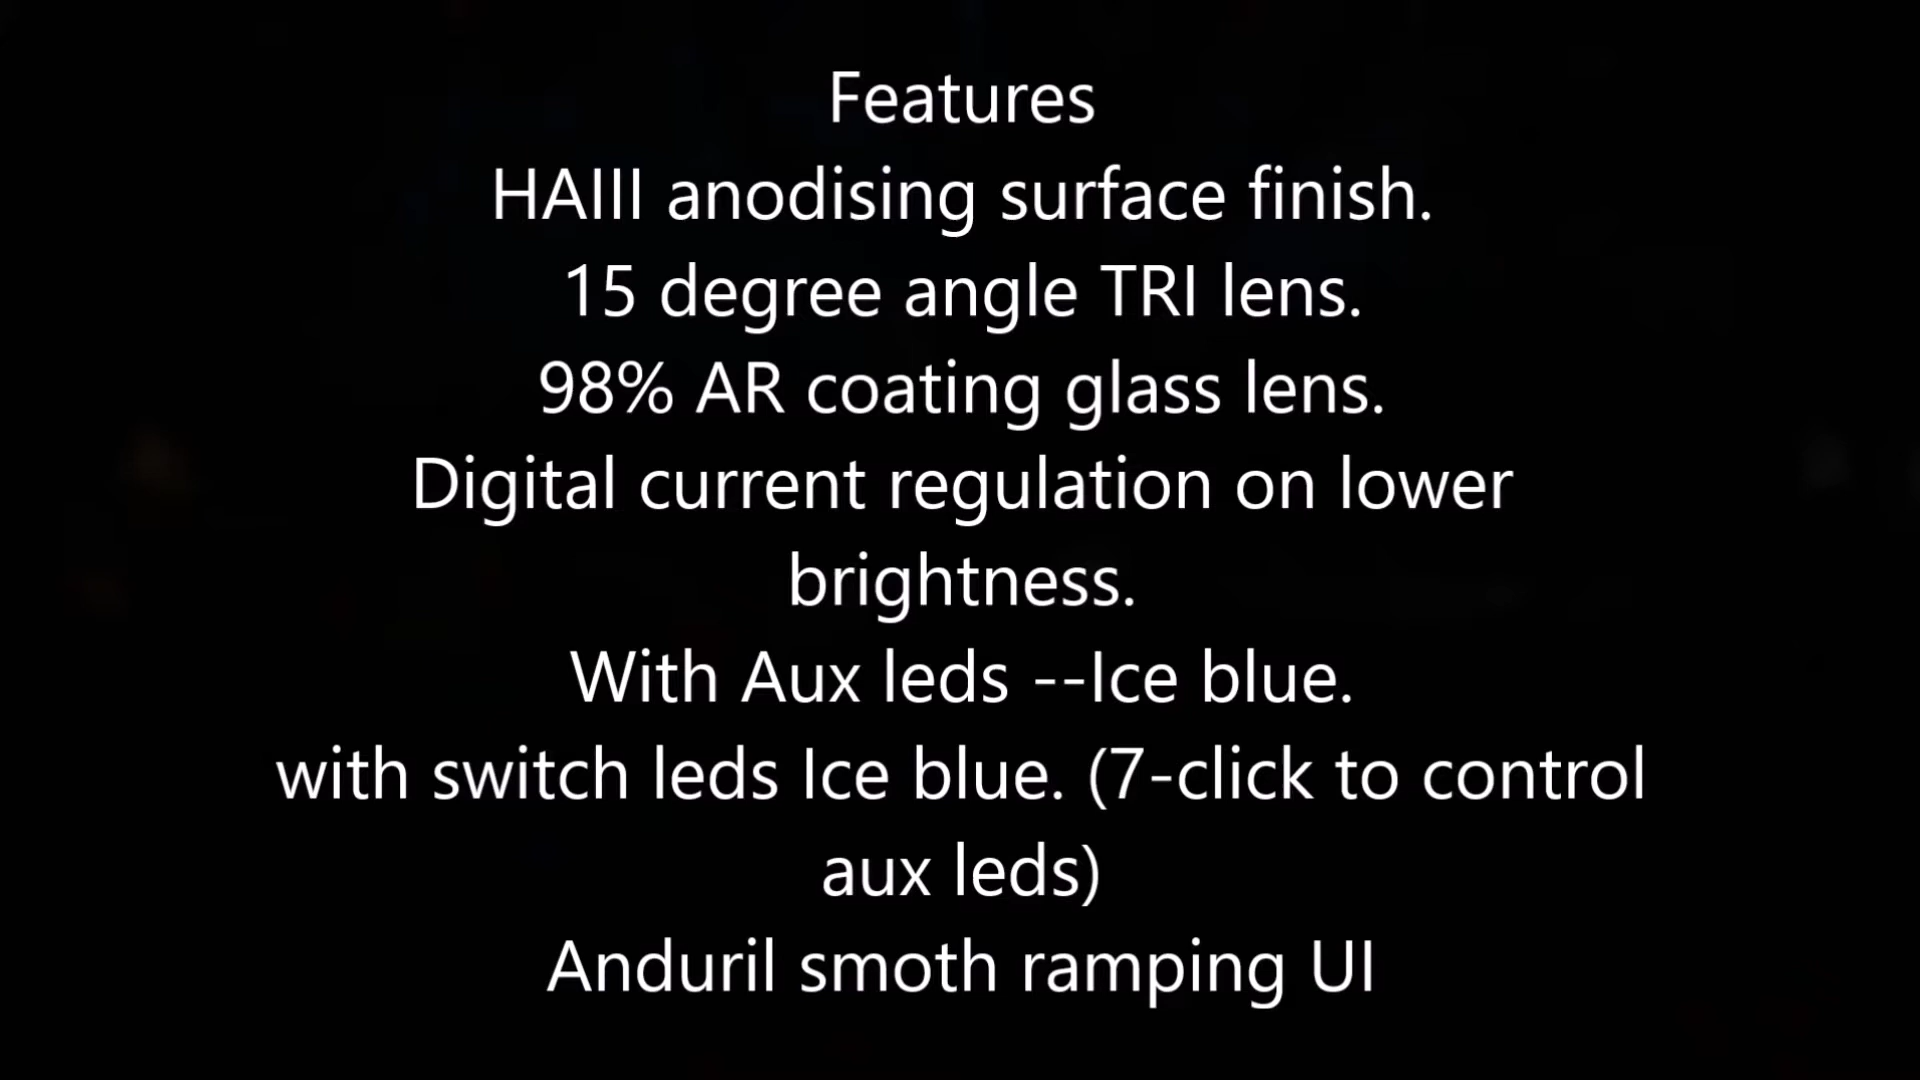 Features
HAIII anodising surface finish.
15 degree angle TRI lens.
98% AR coating glass lens.
Digital current regulation on lower
brightness.
With Aux leds --Ice blue.
with switch leds Ice blue. (7-click to control
aux leds)
Anduril smoth ramping UI